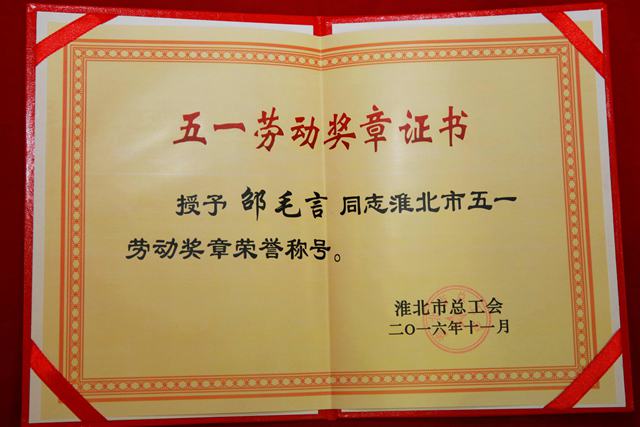 五一劳动奖章证书
授予 邵毛言 同志淮北市五一
劳动奖章荣誉称号。
淮北市总工会
二〇一六年十一月